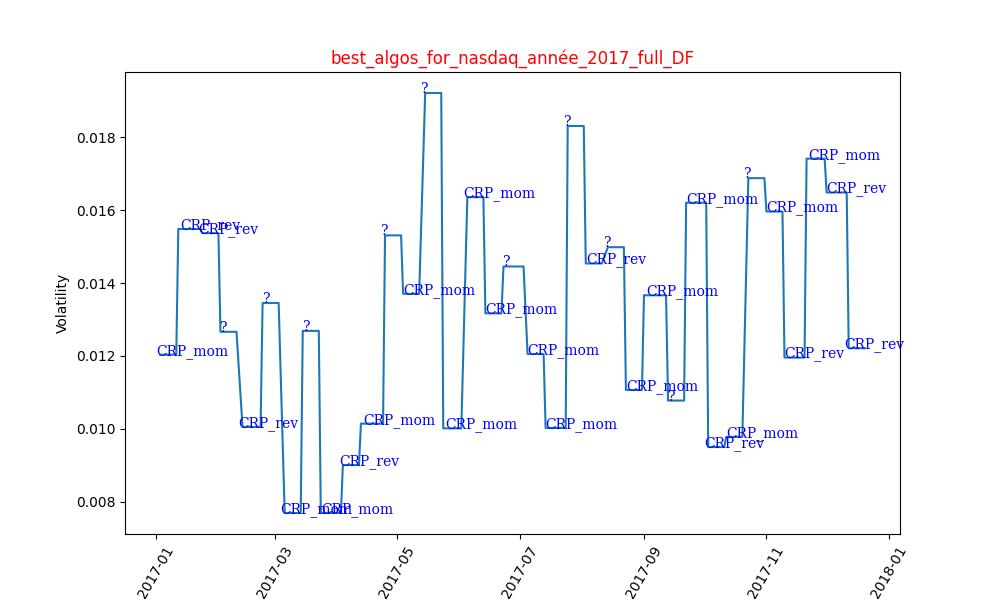 best_algos_for_nasdaq_année_2017_full_DF
Volatility
0.018
0.016
0.014
0.012
0.010
0.008
CRP_mom
CRP_rev
CRP_rev
?
CRP_rev
?
CRP_mom
?
CRP_mom
CRP_rev
CRP_mom
?
CRP_mom
?
CRP_mom
CRP_mom
CRP_mom
?
CRP_mom
CRP_mom
?
CRP_rev
?
CRP_mom
CRP_mom
?
CRP_mom
CRP_rev
CRP_mom
?
CRP_mom
CRP_rev
CRP_mom
CRP_rev
CRP_rev
2017-01
2017-03
2017-05
2017-07
2017-09
2017-11
2018-01